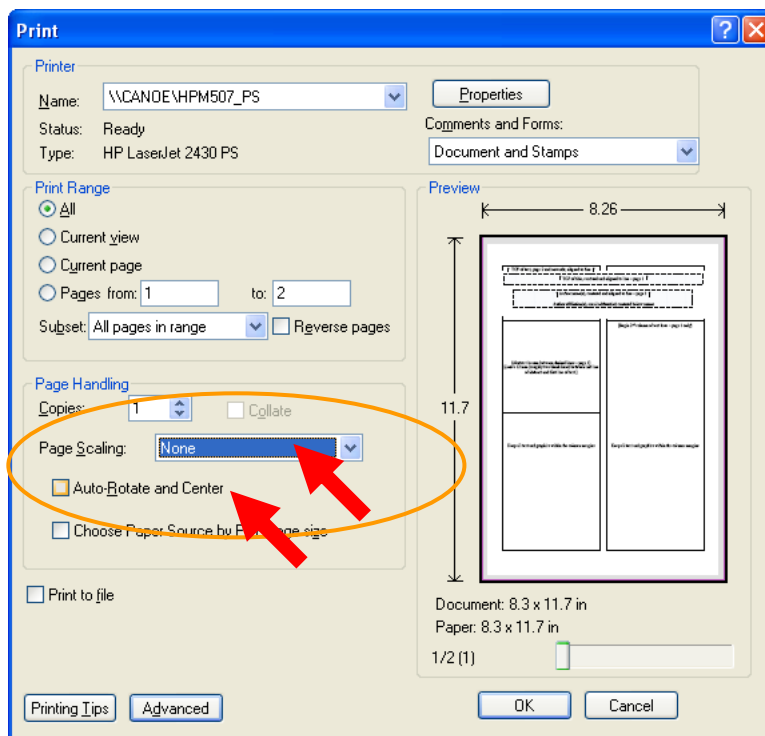 Print
Printer
Name: \\CANOE\HPM507_PS
Properties
Status: Ready
Comments and Forms:
Type: HP LaserJet 2430 PS
Document and Stamps
Print Range
All
Current view
Current page
Pages from: 1 to: 2
Subset: All pages in range
Reverse pages
Preview
8.26
11.7
Page Handling
Copies: 1
Collate
Page Scaling: None
Auto-Rotate and Center
Choose Paper Source by size
Print to file
Document: 8.3 x 11.7 in
Paper: 8.3 x 11.7 in
1/2 (1)
Printing Tips
Advanced
OK
Cancel